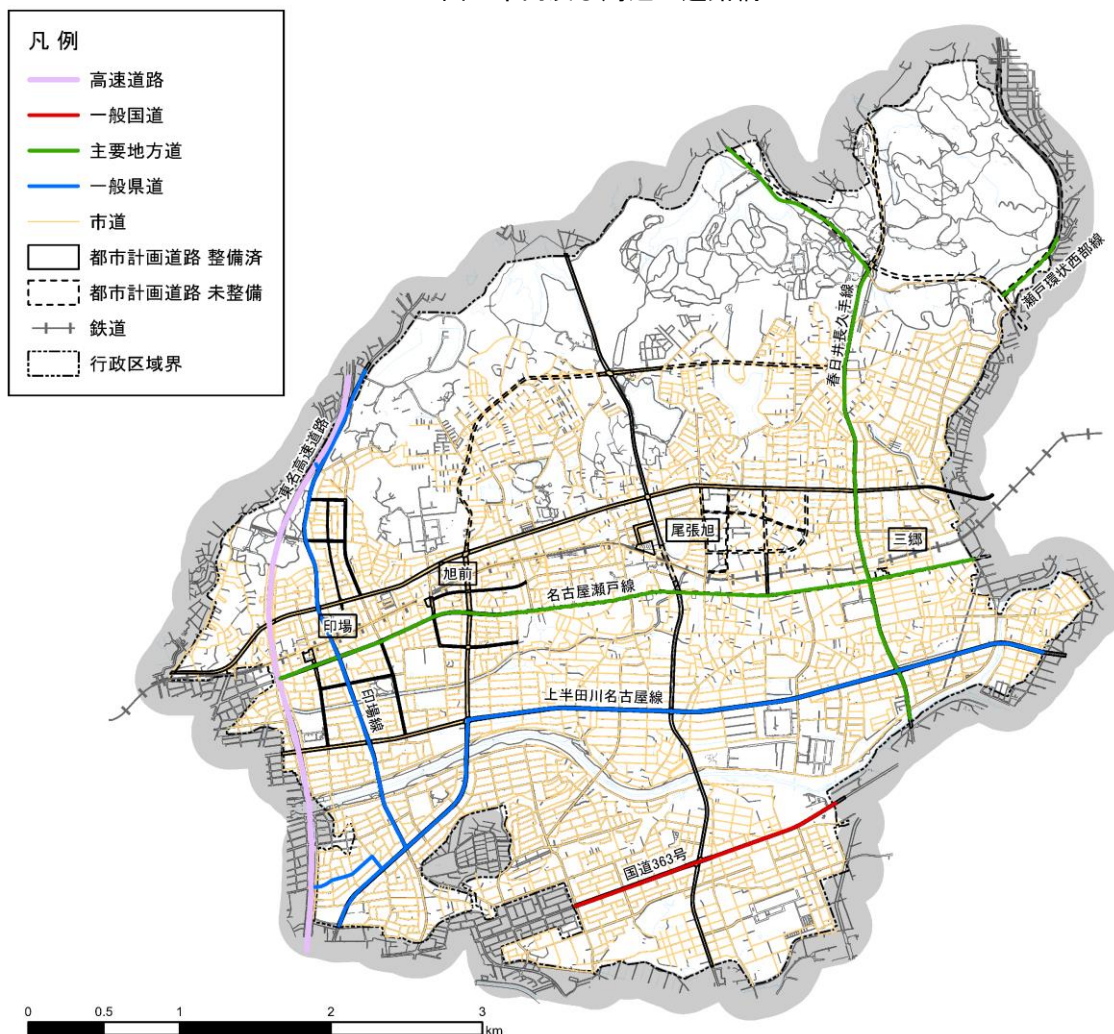 凡 例
高速道路
一般国道
主要地方道
一般県道
市道
都市計画道路 整備済
都市計画道路 未整備
鉄道
行政区域界
瀬戸環状西部線
春日井長久手線
東名高速道路
尾張旭
三郷
旭前
名古屋瀬戸線
印場
印場線
上半田川名古屋線
国道363号
0 1 2 3
km